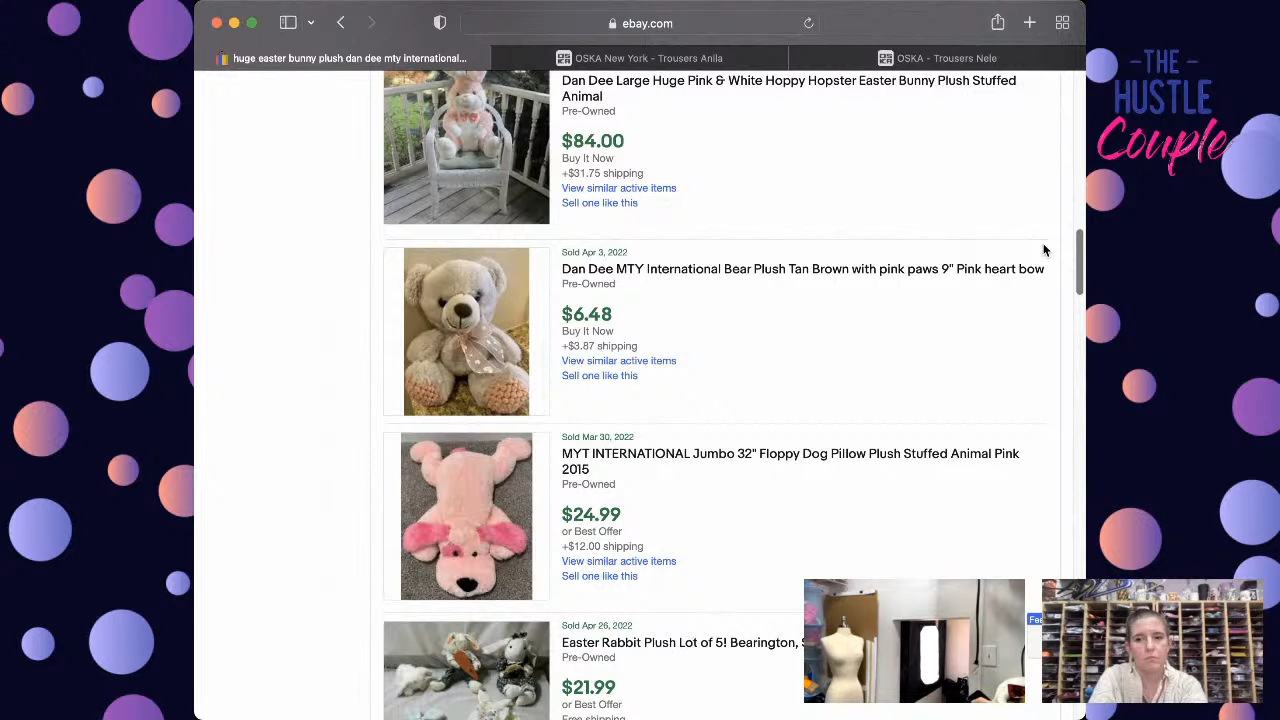 ebay.com
huge easter bunny plush dan dee mty international...
OSKA New York - Trousers Anila
OSKA - Trousers Nele
-THE-
HUSTLE
Couple
Dan Dee Large Huge Pink & White Hoppy Hopster Easter Bunny Plush Stuffed
Animal
Pre-Owned
$84.00
Buy It Now
+$31.75 shipping
View similar active items
Sell one like this
Sold Apr 3, 2022
Dan Dee MTY International Bear Plush Tan Brown with pink paws 9" Pink heart bow
Pre-Owned
$6.48
Buy It Now
+$3.87 shipping
View similar active items
Sell one like this
Sold Mar 30, 2022
MYT INTERNATIONAL Jumbo 32" Floppy Dog Pillow Plush Stuffed Animal Pink
2015
Pre-Owned
$24.99
or Best Offer
+$12.00 shipping
View similar active items
Sell one like this
Sold Apr 26, 2022
Easter Rabbit Plush Lot of 5! Bearington,
Pre-Owned
$21.99
or Best Offer
Free shipping